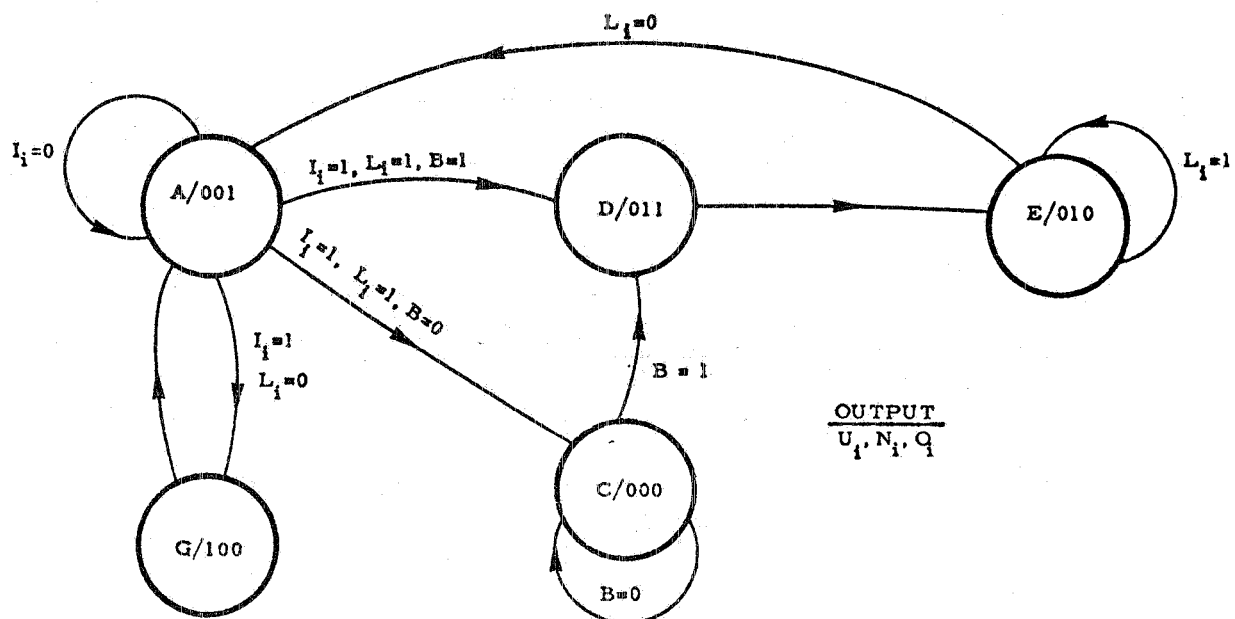 L_i=0
I_i=0
A/001
I_i=1, L_i=1, B=1
D/011
E/010
L_i=1
I_i=1, L_i=1, B=0
I_i=1
L_i=0
B = 1
OUTPUT
U_i, N_i, O_i
G/100
C/000
B=0